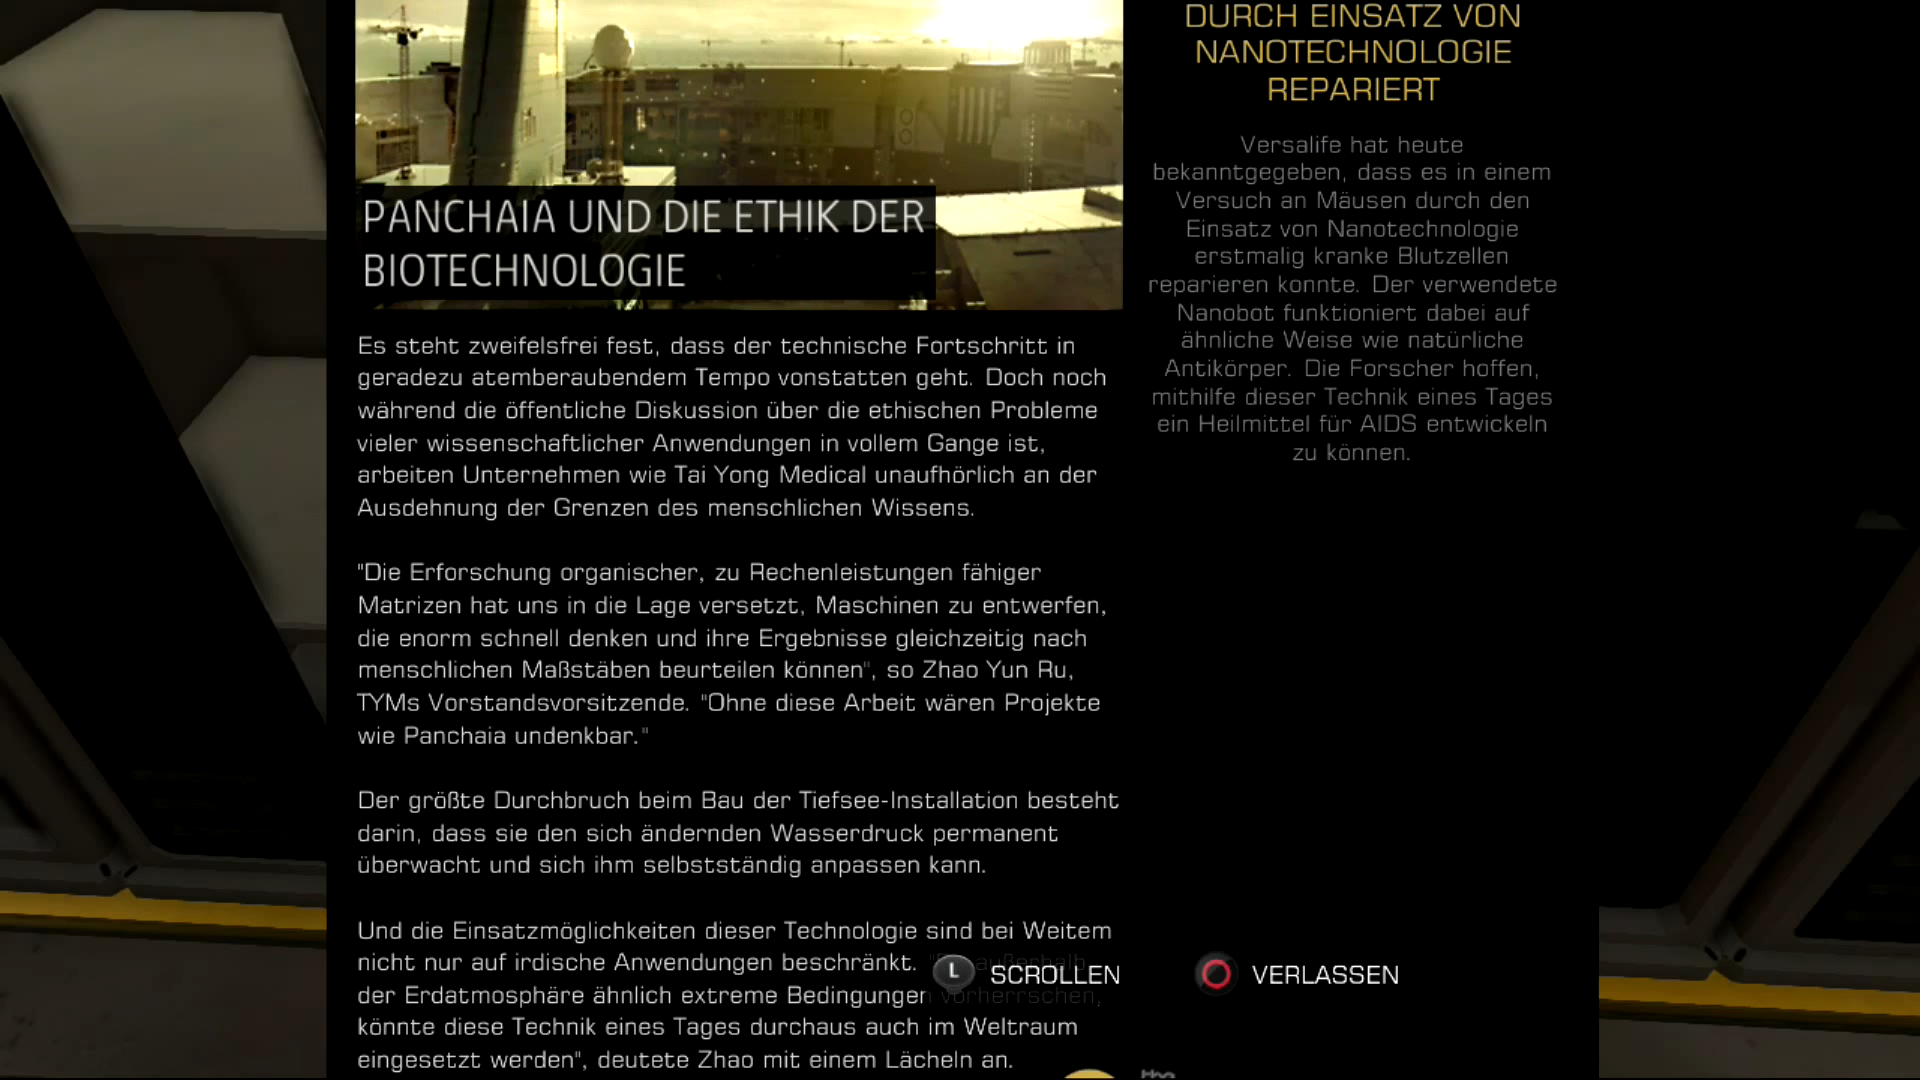 PANCHAIA UND DIE ETHIK DER
BIOTECHNOLOGIE
Es steht zweifelsfrei fest, dass der technische Fortschritt in
geradezu atemberaubendem Tempo vonstatten geht. Doch noch
während die öffentliche Diskussion über die ethischen Probleme
vieler wissenschaftlicher Anwendungen in vollem Gange ist,
arbeiten Unternehmen wie Tai Yong Medical unaufhörlich an der
Ausdehnung der Grenzen des menschlichen Wissens.
"Die Erforschung organischer, zu Rechenleistungen fähiger
Matrizen hat uns in die Lage versetzt, Maschinen zu entwerfen,
die enorm schnell denken und ihre Ergebnisse gleichzeitig nach
menschlichen Maßstäben beurteilen können", so Zhao Yun Ru,
TYMs Vorstandsvorsitzende. "Ohne diese Arbeit wären Projekte
wie Panchaia undenkbar."
Der größte Durchbruch beim Bau der Tiefsee-Installation besteht
darin, dass sie den sich ändernden Wasserdruck permanent
überwacht und sich ihm selbstständig anpassen kann.
Und die Einsatzmöglichkeiten dieser Technologie sind bei Weitem
nicht nur auf irdische Anwendungen beschränkt. außerhalb
der Erdatmosphäre ähnlich extreme Bedingungen vorherrschen,
könnte diese Technik eines Tages durchaus auch im Weltraum
eingesetzt werden", deutete Zhao mit einem Lächeln an.
DURCH EINSATZ VON
NANOTECHNOLOGIE
REPARIERT
Versalife hat heute
bekanntgegeben, dass es in einem
Versuch an Mäusen durch den
Einsatz von Nanotechnologie
erstmalig kranke Blutzellen
reparieren konnte. Der verwendete
Nanobot funktioniert dabei auf
ähnliche Weise wie natürliche
Antikörper. Die Forscher hoffen,
mithilfe dieser Technik eines Tages
ein Heilmittel für AIDS entwickeln
zu können.
L SCROLLEN
VERLASSEN